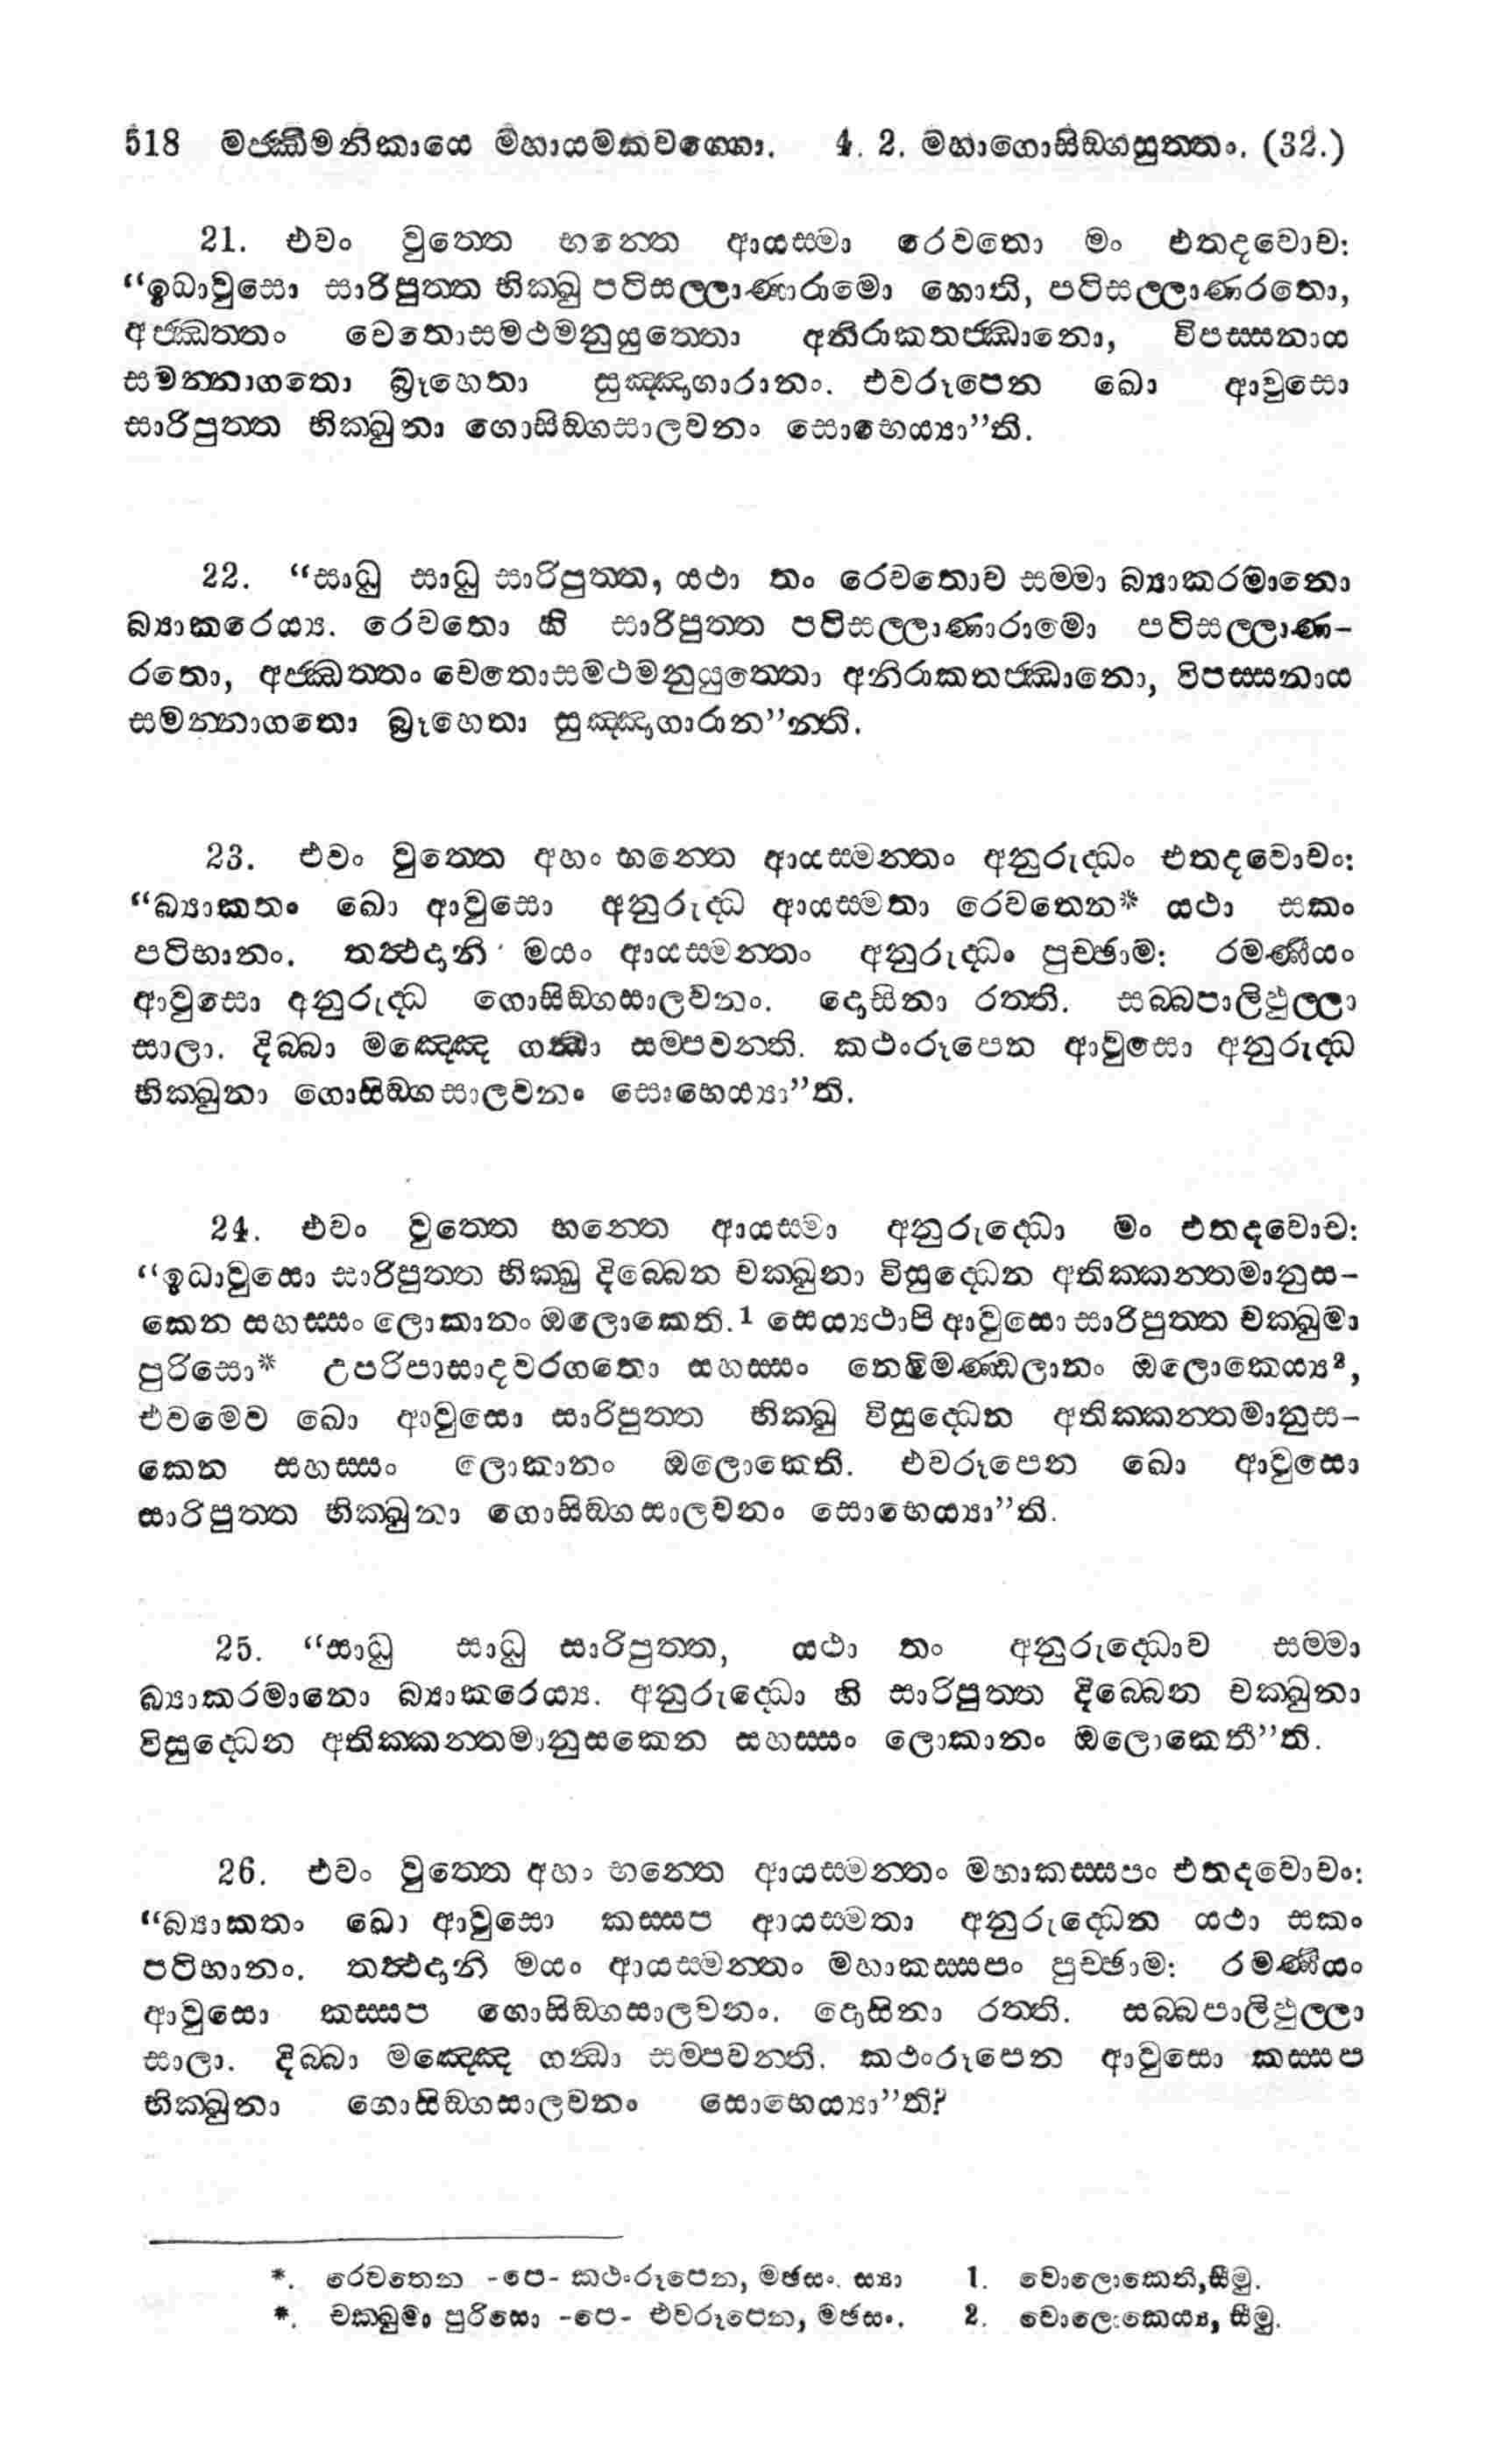 518 මජ්ඣිමනිකායෙ මහායමකවග්ගො. 4. 2. මහාගොසිඞ්ගසුත්තං. (32.)
21. එවං වුත්තෙ භන්තෙ ආයස්මා රෙවතො මං එතදවොච:
“ඉධාවුසො සාරිපුත්ත භික්ඛු පටිසල්ලාණාරාමො හොති, පටිසල්ලාණරතො,
අජ්ඣත්තං චෙතොසමථමනුයුත්තො අනිරාකතජ්ඣානො, විපස්සනාය
සමන්නාගතො බ්‍රෑහෙතා සුඤ්ඤාගාරානං. එවරූපෙන ඛො ආවුසො
සාරිපුත්ත භික්ඛුනා ගොසිඞ්ගසාලවනං සොභෙය්‍යා”ති.
22. “සාධු සාධු සාරිපුත්ත, යථා තං රෙවතොව සම්මා බ්‍යාකරමානො
බ්‍යාකරෙය්‍ය. රෙවතො හි සාරිපුත්ත පටිසල්ලාණාරාමො පටිසල්ලාණ-
රතො, අජ්ඣත්තං චෙතොසමථමනුයුත්තො අනිරාකතජ්ඣානො, විපස්සනාය
සමන්නාගතො බ්‍රෑහෙතා සුඤ්ඤාගාරාන”න්ති.
23. එවං වුත්තෙ අහං භන්තෙ ආයස්මන්තං අනුරුද්ධං එතදවොචං:
“බ්‍යාකතං ඛො ආවුසො අනුරුද්ධ ආයස්මතා රෙවතෙන* යථා සකං
පටිභානං. තත්‍ථදානි මයං ආයස්මන්තං අනුරුද්ධං පුච්ඡාම: රමණීයං
ආවුසො අනුරුද්ධ ගොසිඞ්ගසාලවනං. දොසිනා රත්ති. සබ්බපාලිඵුල්ලා
සාලා. දිබ්බා මඤ්ඤෙ ගන්ධා සම්පවන්ති. කථංරූපෙන ආවුසො අනුරුද්ධ
භික්ඛුනා ගොසිඞ්ගසාලවනං සොභෙය්‍යා”ති.
24. එවං වුත්තෙ භන්තෙ ආයස්මා අනුරුද්ධො මං එතදවොච:
“ඉධාවුසො සාරිපුත්ත භික්ඛු දිබ්බෙන චක්ඛුනා විසුද්ධෙන අතික්කන්තමානුස-
කෙන සහස්සං ලොකානං ඔලොකෙති.1 සෙය්‍යථාපි ආවුසො සාරිපුත්ත චක්ඛුමා
පුරිසො* උපරිපාසාදවරගතො සහස්සං නෙමිමණ්ඩලානං ඔලොකෙය්‍ය2,
එවමෙව ඛො ආවුසො සාරිපුත්ත භික්ඛු විසුද්ධෙන අතික්කන්තමානුස-
කෙන සහස්සං ලොකානං ඔලොකෙති. එවරූපෙන ඛො ආවුසො
සාරිපුත්ත භික්ඛුනා ගොසිඞ්ගසාලවනං සොභෙය්‍යා”ති.
25. “සාධු සාධු සාරිපුත්ත, යථා තං අනුරුද්ධොව සම්මා
බ්‍යාකරමානො බ්‍යාකරෙය්‍ය. අනුරුද්ධො හි සාරිපුත්ත දිබ්බෙන චක්ඛුනා
විසුද්ධෙන අතික්කන්තමානුසකෙන සහස්සං ලොකානං ඔලොකෙතී”ති.
26. එවං වුත්තෙ අහං භන්තෙ ආයස්මන්තං මහාකස්සපං එතදවොචං:
“බ්‍යාකතං ඛො ආවුසො කස්සප ආයස්මතා අනුරුද්ධෙන යථා සකං
පටිභානං. තත්‍ථදානි මයං ආයස්මන්තං මහාකස්සපං පුච්ඡාම: රමණීයං
ආවුසො කස්සප ගොසිඞ්ගසාලවනං. දොසිනා රත්ති. සබ්බපාලිඵුල්ලා
සාලා. දිබ්බා මඤ්ඤෙ ගන්ධා සම්පවන්ති. කථංරූපෙන ආවුසො කස්සප
භික්ඛුනා ගොසිඞ්ගසාලවනං සොභෙය්‍යා”ති?
*. රෙවතෙන -පෙ- කථංරූපෙන, මඡසං. ස්‍යා 1. වොලොකෙති,සීමු.
*. චක්ඛුමා පුරිසො -පෙ- එවරූපෙන, මඡසං. 2. වොලොකෙය්‍ය, සීමු.